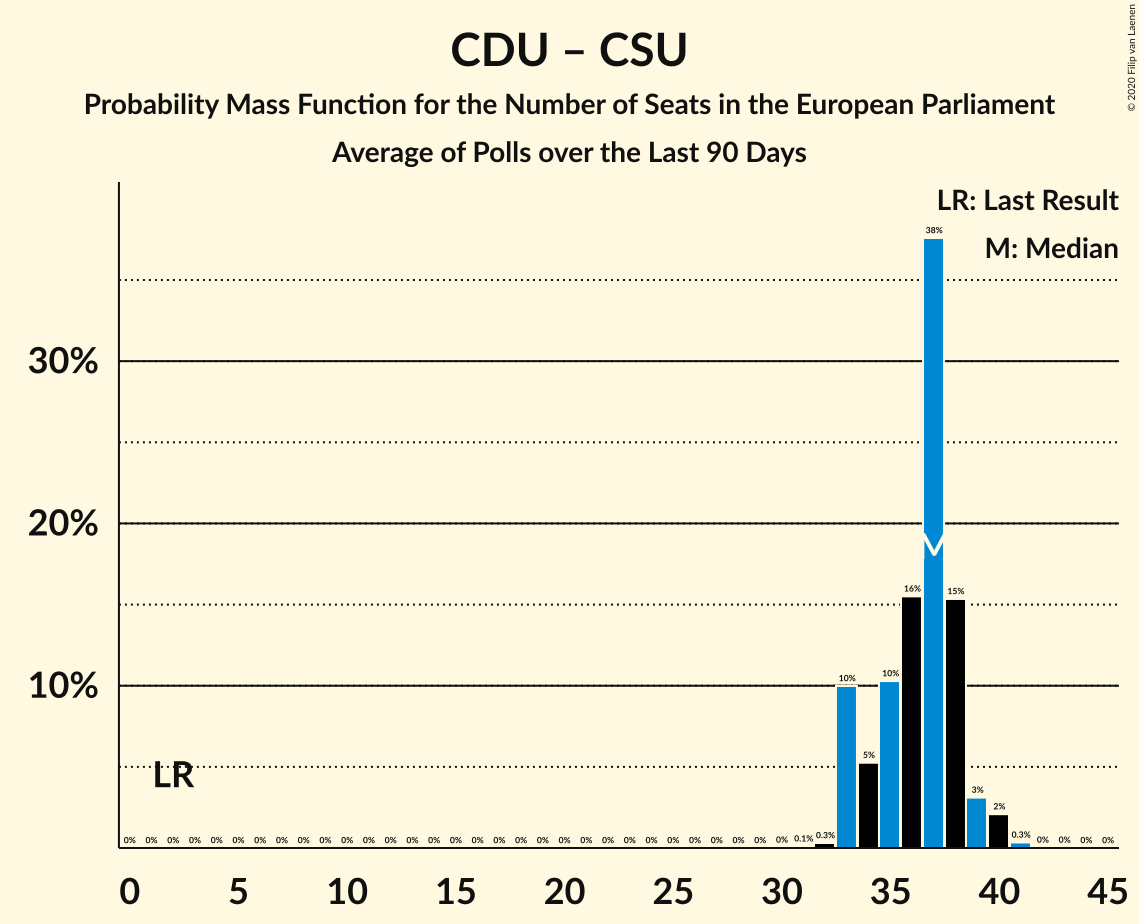 CDU – CSU
Probability Mass Function for the Number of Seats in the European Parliament
Average of Polls over the Last 90 Days
© 2020 Filip van Laenen
LR: Last Result
M: Median
30%
20%
10%
LR
0% 0% 0% 0% 0% 0% 0% 0% 0% 0% 0% 0% 0% 0% 0% 0% 0% 0% 0% 0% 0% 0% 0% 0% 0% 0% 0% 0% 0% 0% 0% 0.1% 0.3% 10% 5% 10% 16% 38% 15% 3% 2% 0.3% 0% 0% 0% 0%
0 5 10 15 20 25 30 35 40 45